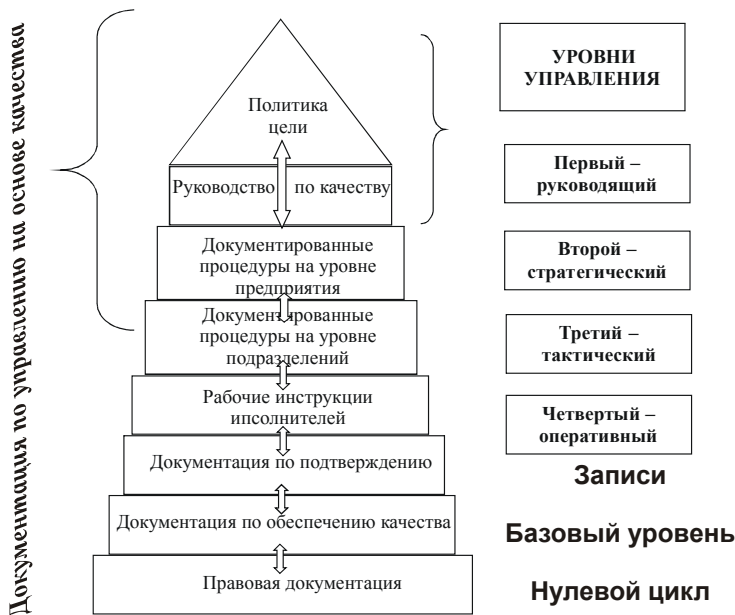 Документация по управлению на основе качества
Политика
цели
Руководство по качеству
Документированные
процедуры на уровне
предприятия
Документированные
процедуры на уровне
подразделений
Рабочие инструкции
ипсолнителей
Документация по подтверждению
Документация по обеспечению качества
Правовая документация
УРОВНИ
УПРАВЛЕНИЯ
Первый –
руководящий
Второй –
стратегический
Третий –
тактический
Четвертый –
оперативный
Записи
Базовый уровень
Нулевой цикл